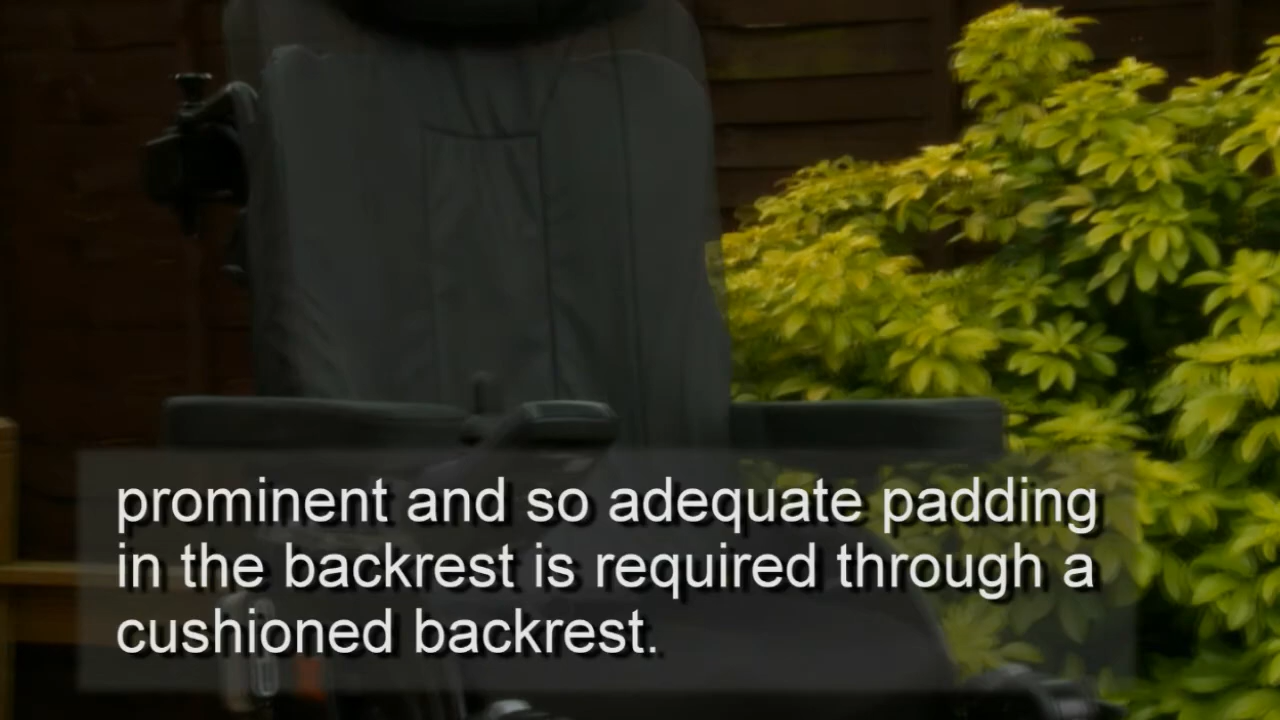 prominent and so adequate padding
in the backrest is required through a
cushioned backrest.